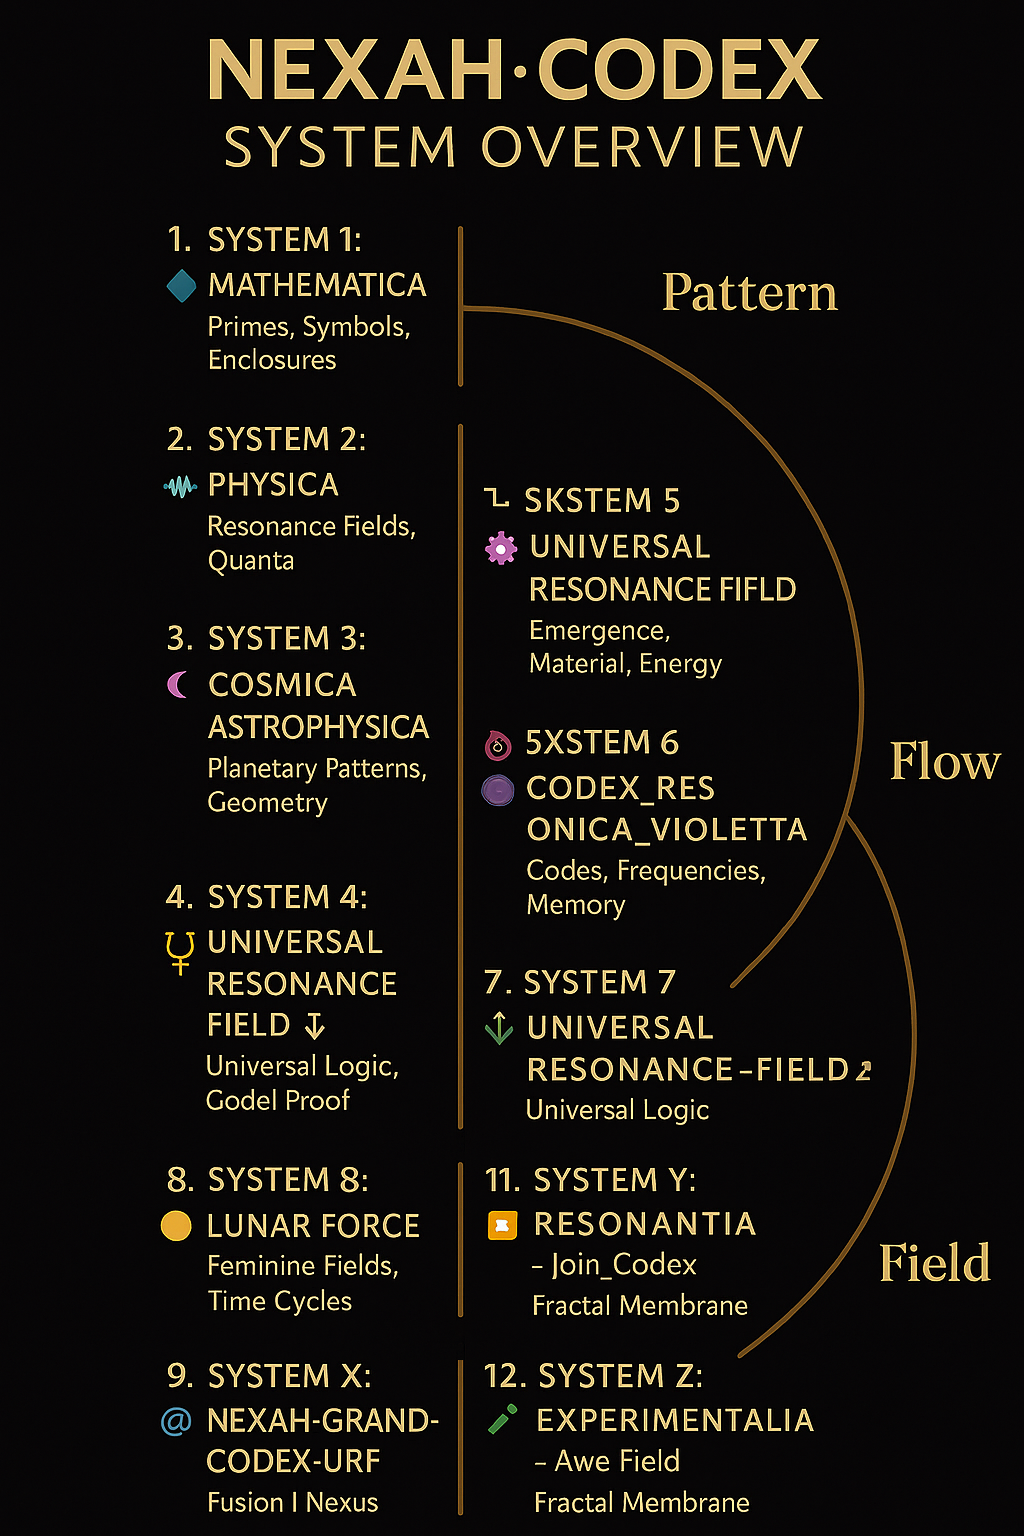 NEXAH·CODEX
SYSTEM OVERVIEW
1. SYSTEM 1:
MATHEMATICA
Primes, Symbols,
Enclosures
Pattern
2. SYSTEM 2:
PHYSICA
Resonance Fields,
Quanta
3. SYSTEM 3:
COSMICA
ASTROPHYSICA
Planetary Patterns,
Geometry
4. SYSTEM 4:
UNIVERSAL
RESONANCE
FIELD
Universal Logic,
Godel Proof
SKSTEM 5
UNIVERSAL
RESONANCE FIFLD
Emergence,
Material, Energy
5XSTEM 6
CODEX_RES
ONICA_VIOLETTA
Codes, Frequencies,
Memory
Flow
7. SYSTEM 7
UNIVERSAL
RESONANCE–FIELD 2
Universal Logic
8. SYSTEM 8:
LUNAR FORCE
Feminine Fields,
Time Cycles
11. SYSTEM Y:
RESONANTIA
– Join_Codex
Fractal Membrane
Field
9. SYSTEM X:
@ NEXAH-GRAND-
CODEX-URF
Fusion I Nexus
12. SYSTEM Z:
EXPERIMENTALIA
– Awe Field
Fractal Membrane